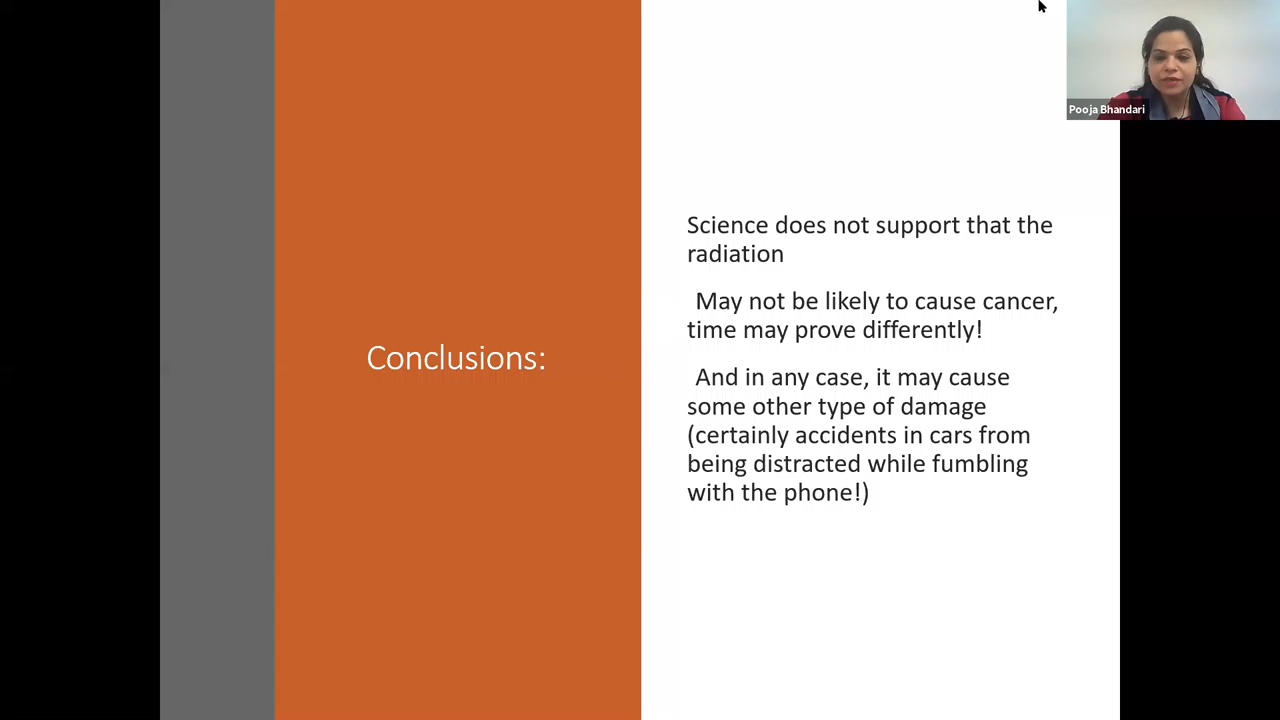 Pooja Bhandari
Conclusions:
Science does not support that the
radiation
May not be likely to cause cancer,
time may prove differently!
And in any case, it may cause
some other type of damage
(certainly accidents in cars from
being distracted while fumbling
with the phone!)